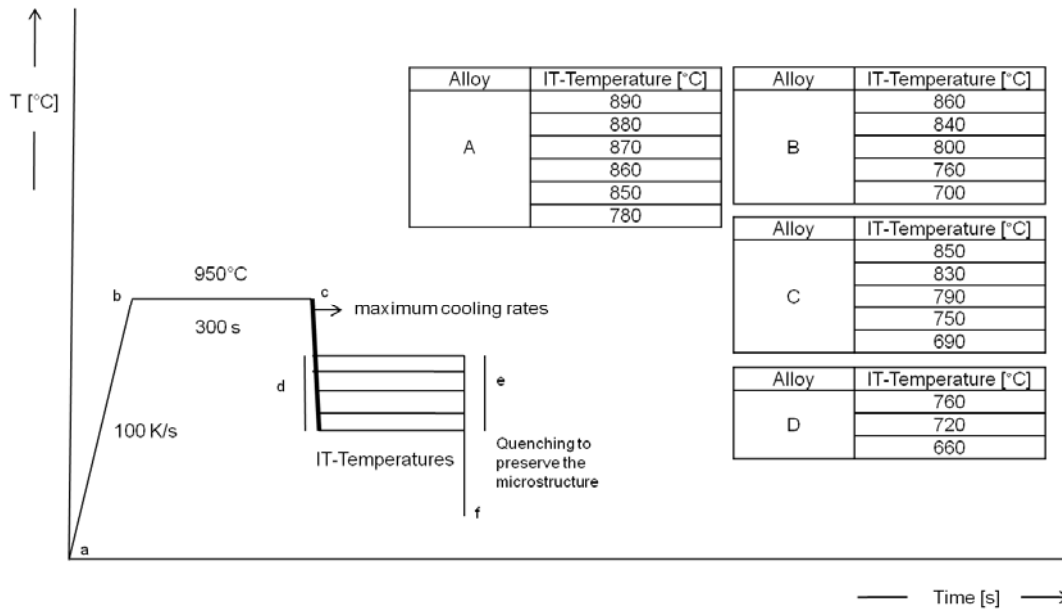 T [°C]
Alloy IT-Temperature [°C]
A
890
880
870
860
850
780
Alloy IT-Temperature [°C]
B
860
840
800
760
700
Alloy IT-Temperature [°C]
C
850
830
790
750
690
Alloy IT-Temperature [°C]
D
760
720
660
950°C
b
c
maximum cooling rates
300 s
d
e
100 K/s
IT-Temperatures
Quenching to
preserve the
microstructure
f
a
Time [s]